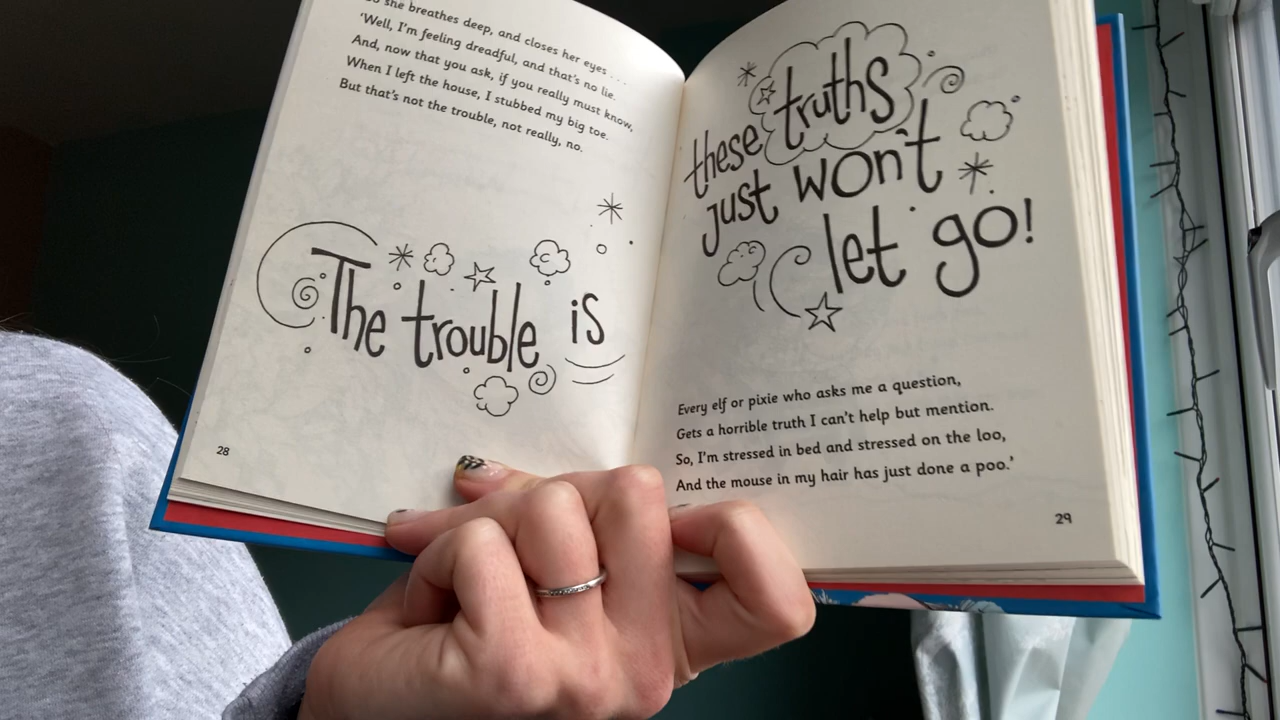 she breathes deep, and closes her eyes . . .
‘Well, I’m feeling dreadful, and that’s no lie.
And, now that you ask, if you really must know,
When I left the house, I stubbed my big toe.
But that’s not the trouble, not really, no.
The trouble is
28
these truths
just won’t
let go!
Every elf or pixie who asks me a question,
Gets a horrible truth I can’t help but mention.
So, I’m stressed in bed and stressed on the loo,
And the mouse in my hair has just done a poo.’
29